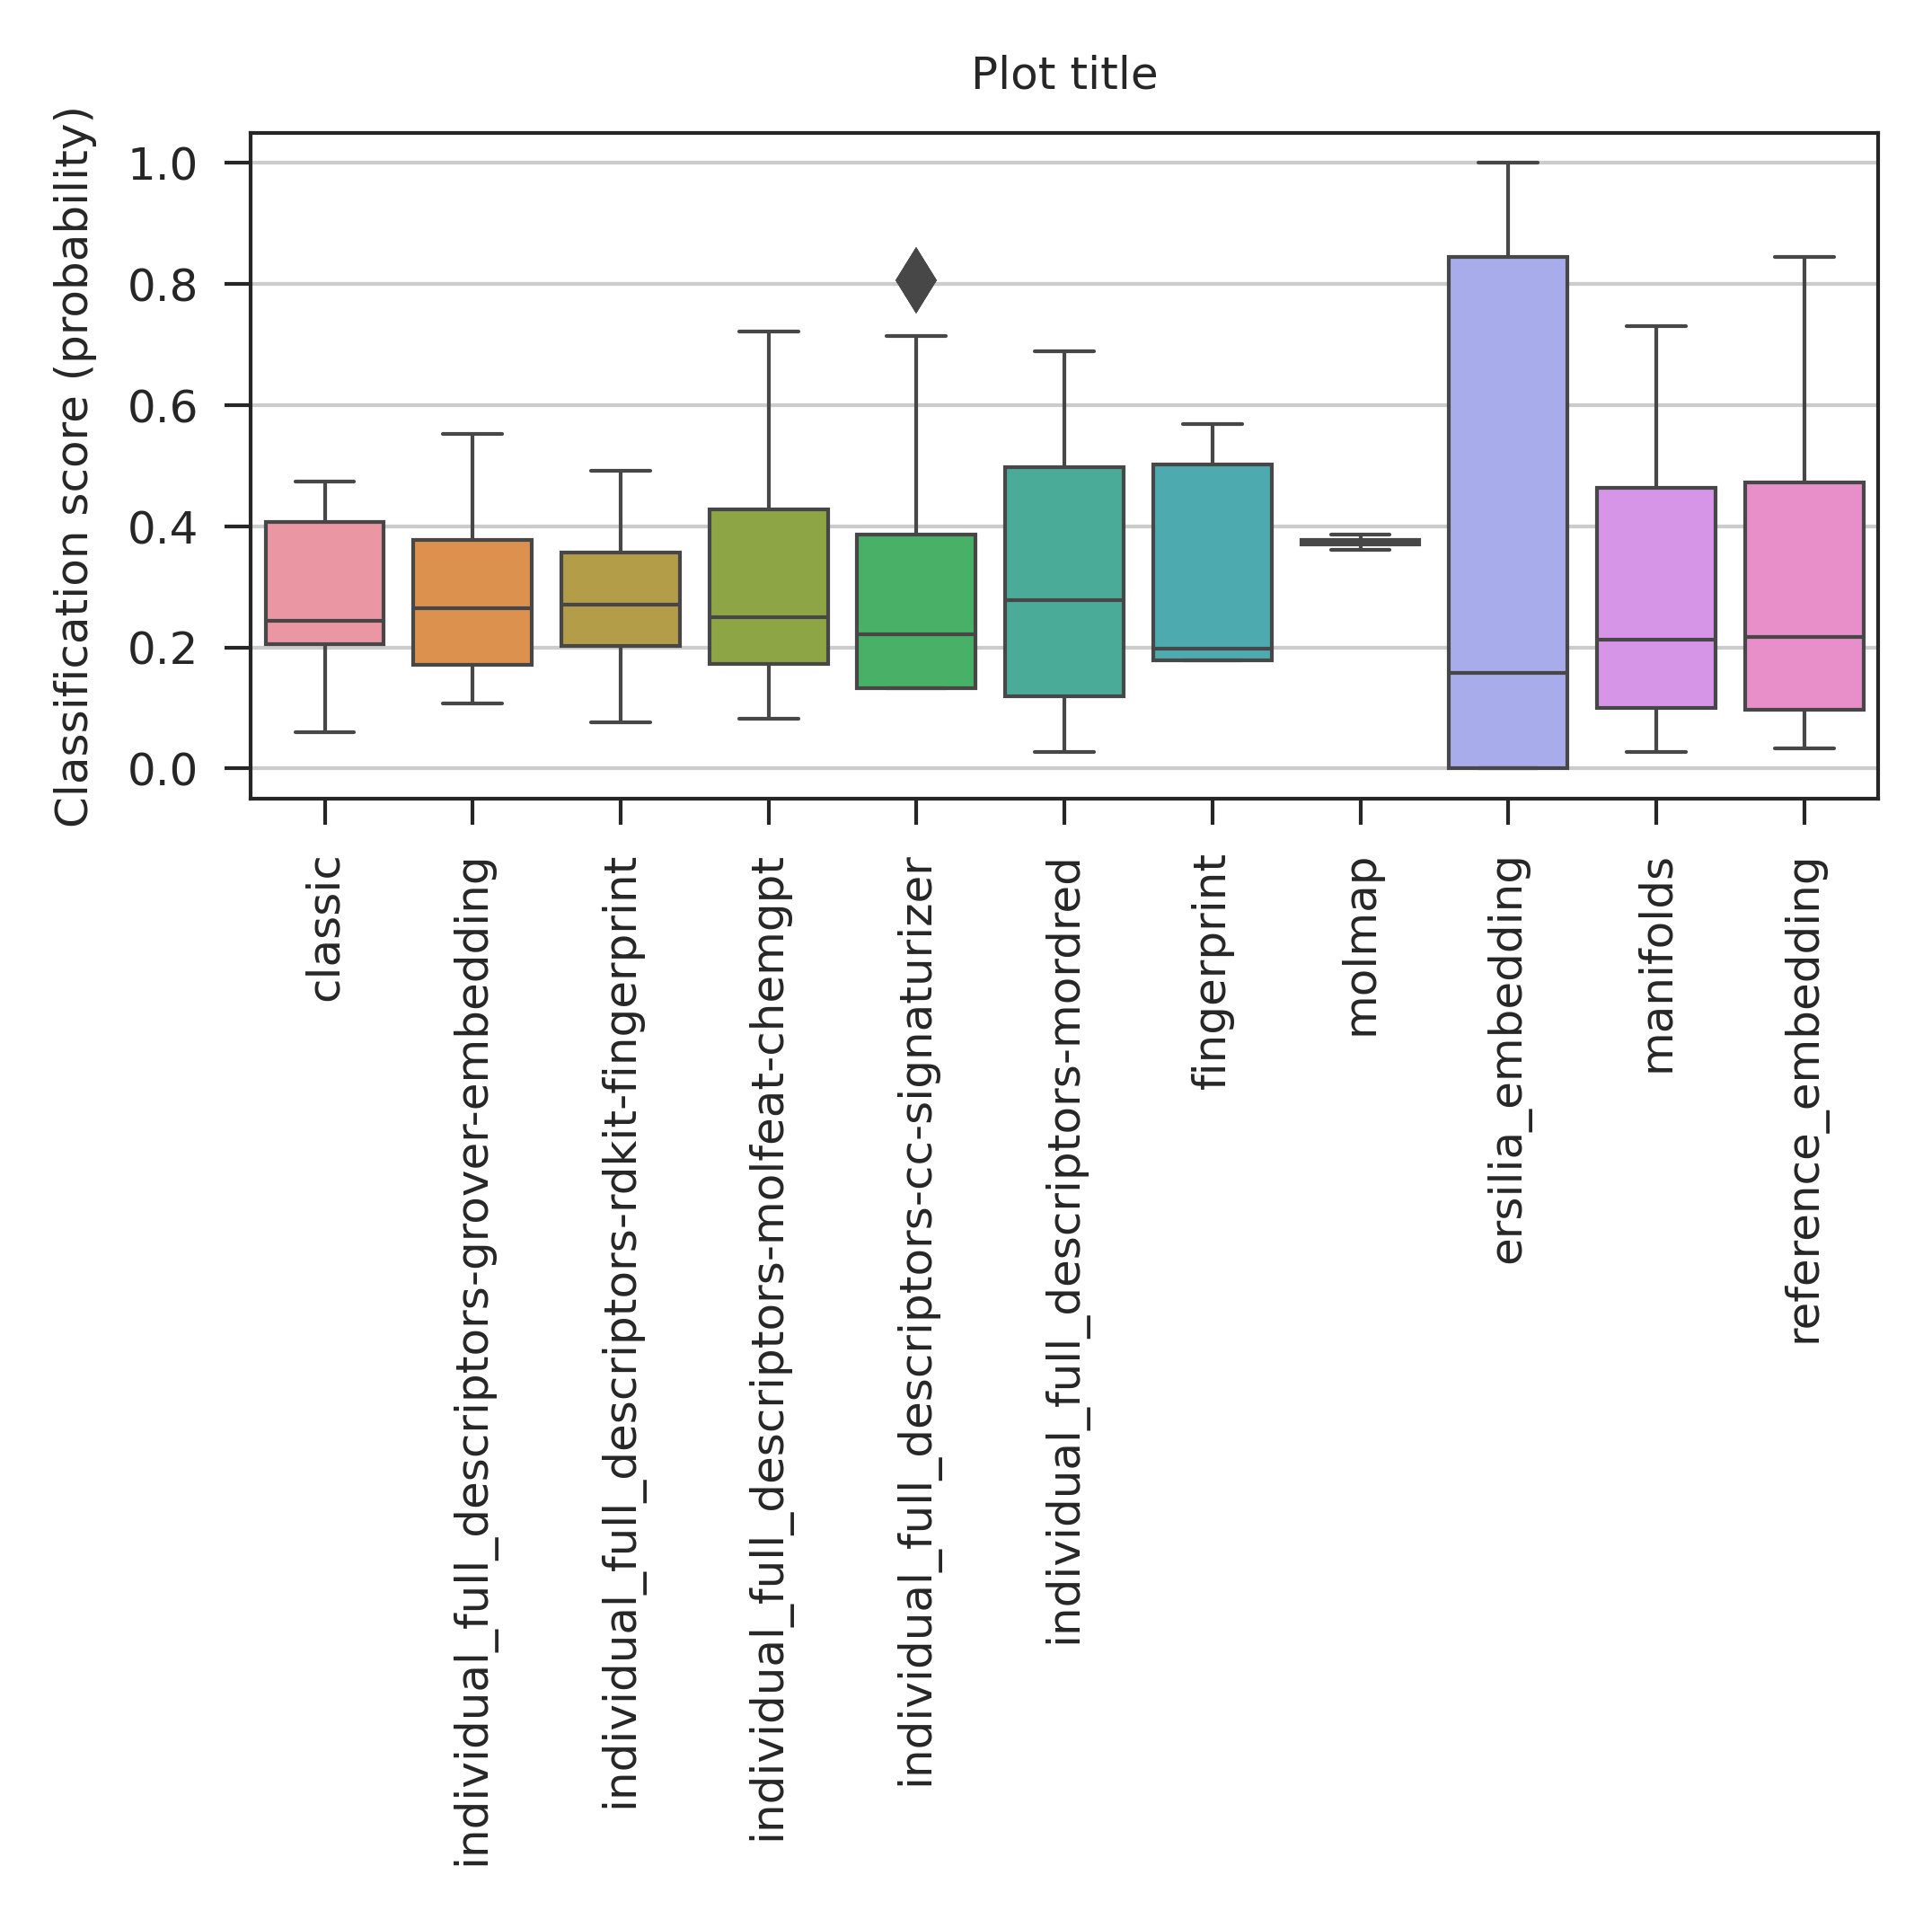 Plot title
Classification score (probability)
1.0
0.8
0.6
0.4
0.2
0.0
classic
individual_full_descriptors-grover-embedding
individual_full_descriptors-rdkit-fingerprint
individual_full_descriptors-molfeat-chemgpt
individual_full_descriptors-cc-signaturizer
individual_full_descriptors-mordred
fingerprint
molmap
ersilia_embedding
manifolds
reference_embedding